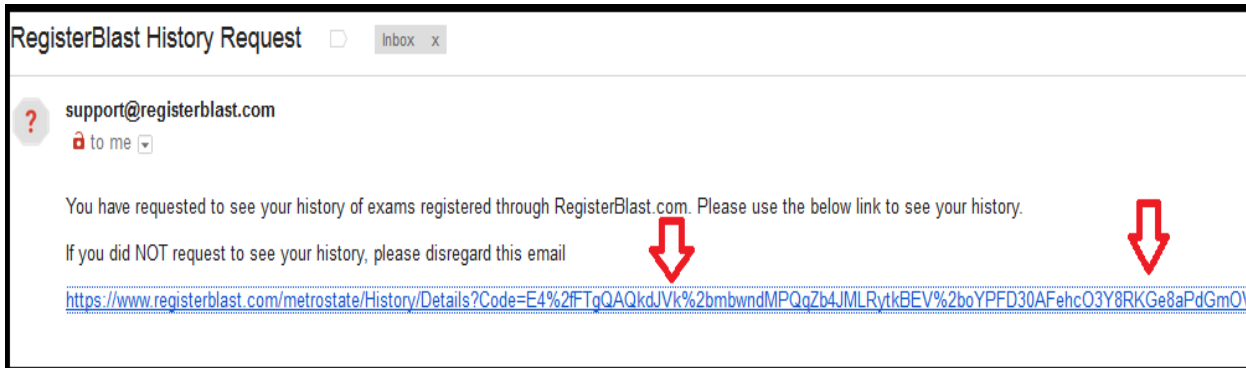 RegisterBlast History Request Inbox x
?
support@registerblast.com
to me
You have requested to see your history of exams registered through RegisterBlast.com. Please use the below link to see your history.
If you did NOT request to see your history, please disregard this email
https://www.registerblast.com/metrostate/History/Details?Code=E4%2fFTgQAQkdJVk%2bmbwndMPQqZb4JMLRytkBEV%2boYPFD30AFehcO3Y8RKGe8aPdGmOV